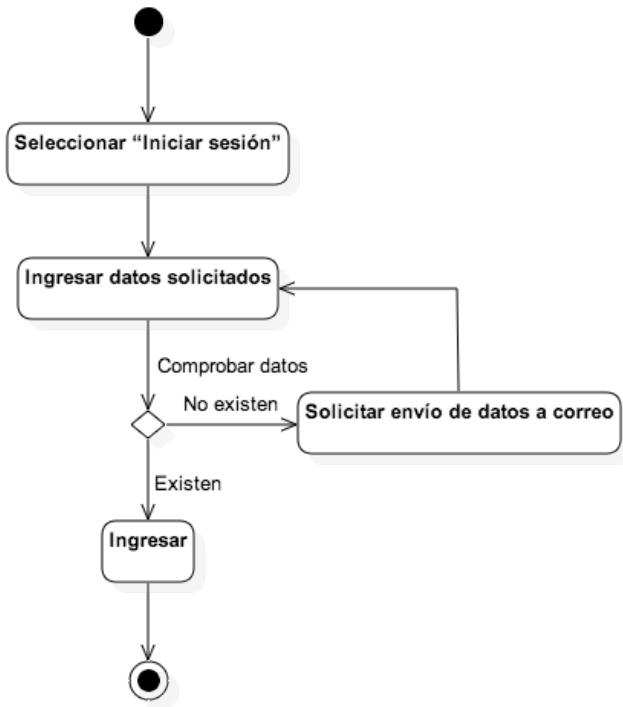 Seleccionar “Iniciar sesión”
Ingresar datos solicitados
Comprobar datos
No existen
Solicitar envío de datos a correo
Existen
Ingresar